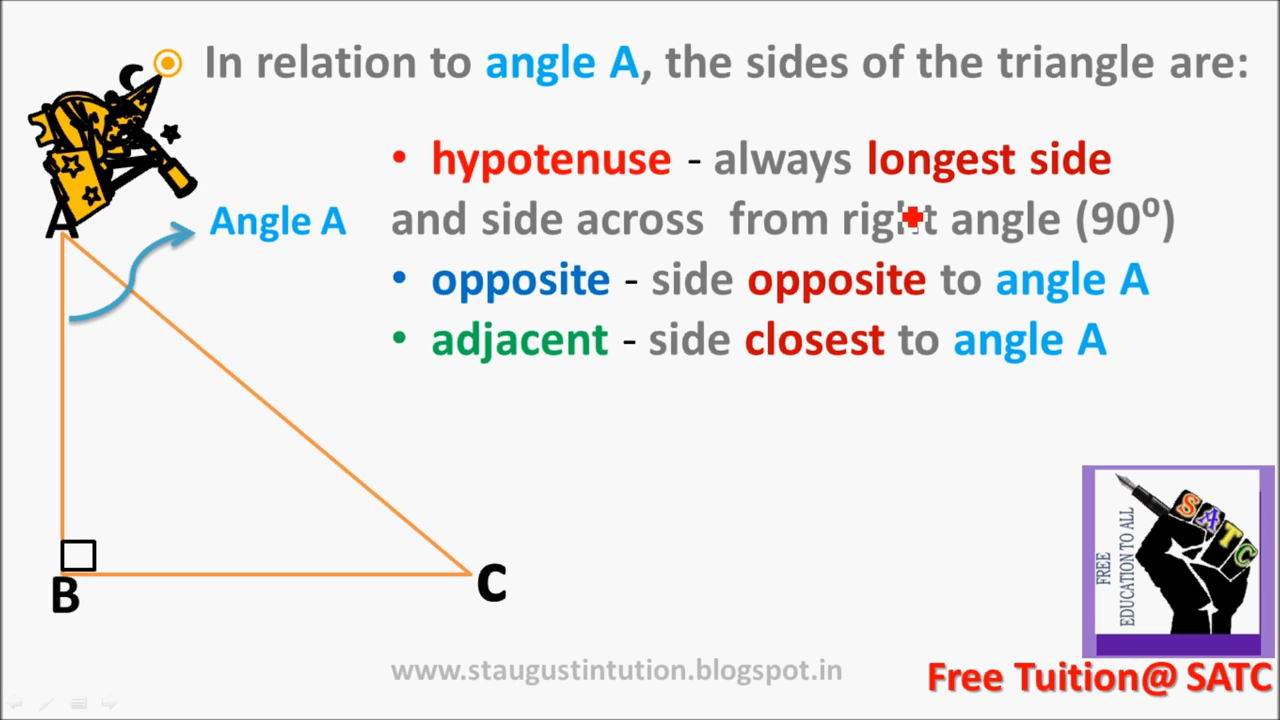 In relation to angle A, the sides of the triangle are:
• hypotenuse - always longest side
and side across from right angle (90⁰)
• opposite - side opposite to angle A
• adjacent - side closest to angle A
A
Angle A
B
C
FREE
EDUCATION TO ALL
SATC
www.staugustintution.blogspot.in
Free Tuition@ SATC